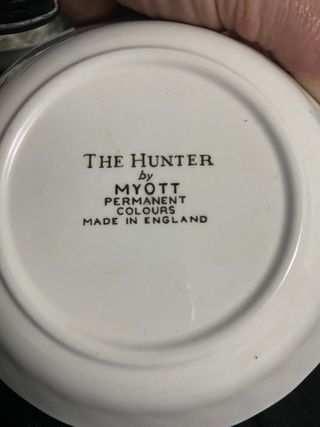 THE HUNTER
by
MYOTT
PERMANENT
COLOURS
MADE IN ENGLAND